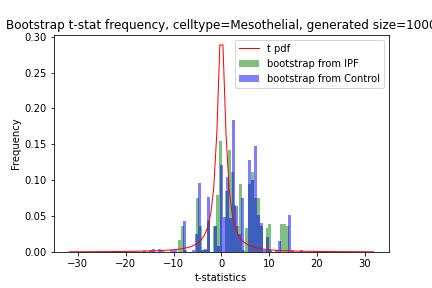 Bootstrap t-stat frequency, celltype=Mesothelial, generated size=1000
t pdf
bootstrap from IPF
bootstrap from Control
Frequency
0.30
0.25
0.20
0.15
0.10
0.05
0.00
−30
−20
−10
0
10
20
30
t-statistics